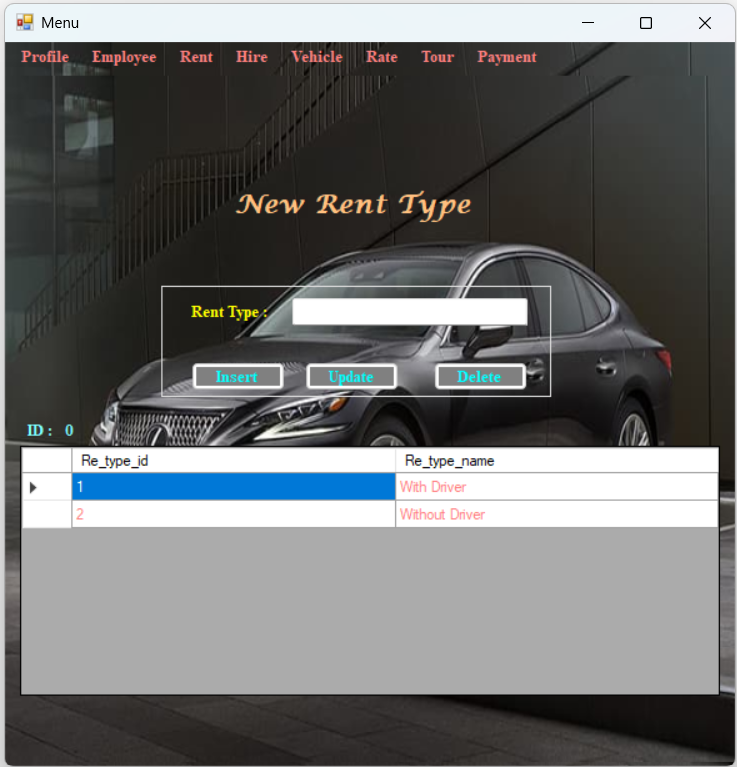 Menu
Profile Employee Rent Hire Vehicle Rate Tour Payment
New Rent Type
Rent Type :
Insert Update Delete
ID : 0
Re_type_id Re_type_name
1 With Driver
2 Without Driver